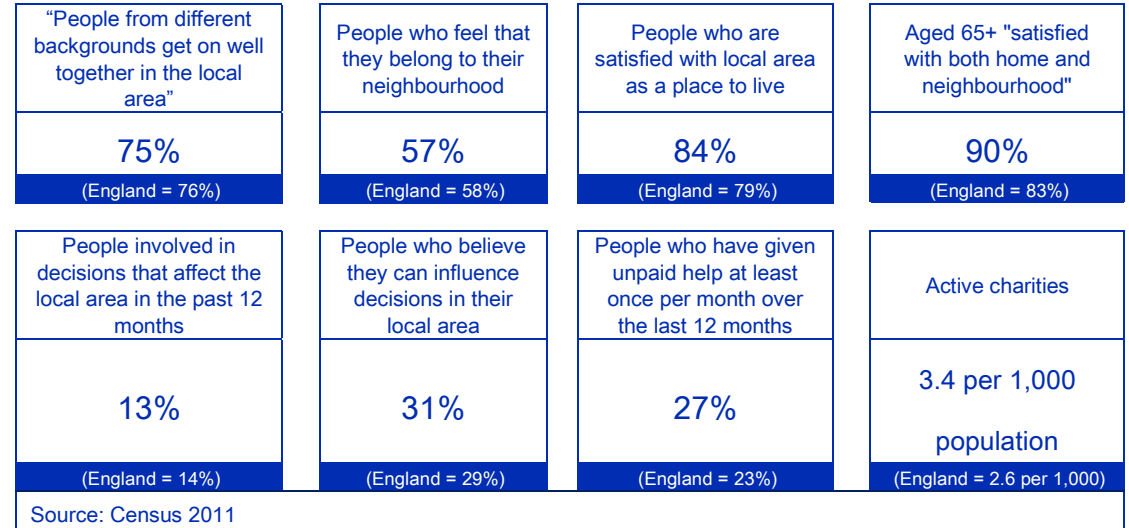 “People from different
backgrounds get on well
together in the local
area”
75%
(England = 76%)
People who feel that
they belong to their
neighbourhood
57%
(England = 58%)
People who are
satisfied with local area
as a place to live
84%
(England = 79%)
Aged 65+ "satisfied
with both home and
neighbourhood"
90%
(England = 83%)
People involved in
decisions that affect the
local area in the past 12
months
13%
(England = 14%)
People who believe
they can influence
decisions in their
local area
31%
(England = 29%)
People who have given
unpaid help at least
once per month over
the last 12 months
27%
(England = 23%)
Active charities
3.4 per 1,000
population
(England = 2.6 per 1,000)
Source: Census 2011